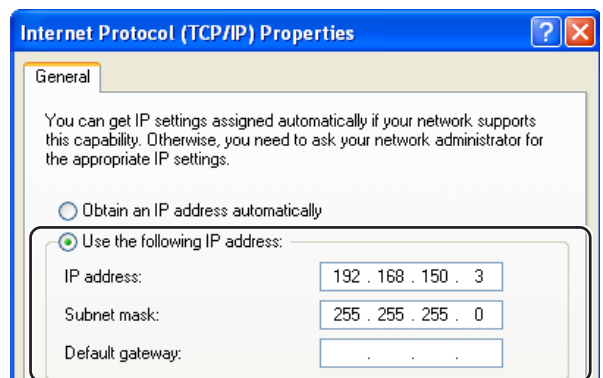 Internet Protocol (TCP/IP) Properties
General
You can get IP settings assigned automatically if your network supports
this capability. Otherwise, you need to ask your network administrator for
the appropriate IP settings.
Obtain an IP address automatically
Use the following IP address:
IP address: 192 . 168 . 150 . 3
Subnet mask: 255 . 255 . 255 . 0
Default gateway: . . .